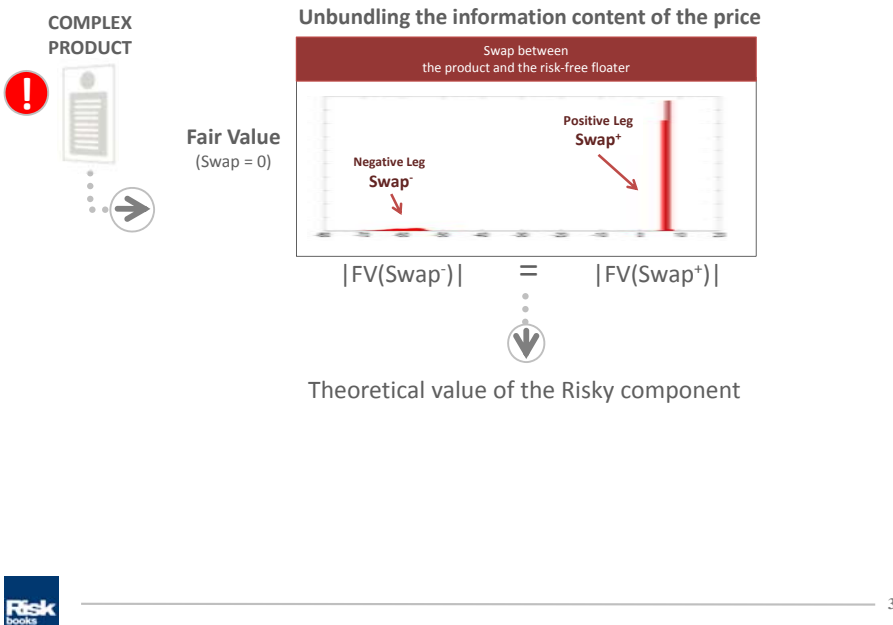 COMPLEX
PRODUCT
!
Unbundling the information content of the price
Swap between
the product and the risk-free floater
Fair Value
(Swap = 0)
Negative Leg
Swap⁻
Positive Leg
Swap⁺
|FV(Swap⁻)| = |FV(Swap⁺)|
Theoretical value of the Risky component
Risk
books
3